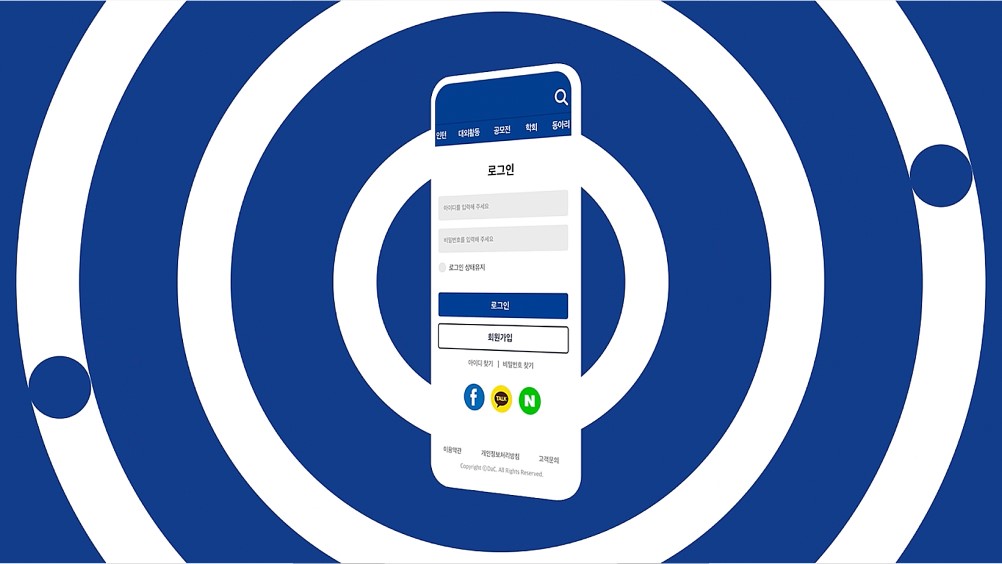 인턴 대외활동 공모전 학회 동아리
로그인
아이디를 입력해 주세요
비밀번호를 입력해 주세요
로그인 상태유지
로그인
회원가입
아이디 찾기 | 비밀번호 찾기
f TALK N
이용약관 개인정보처리방침 고객문의
Copyright ⓒDaC. All Rights Reserved.